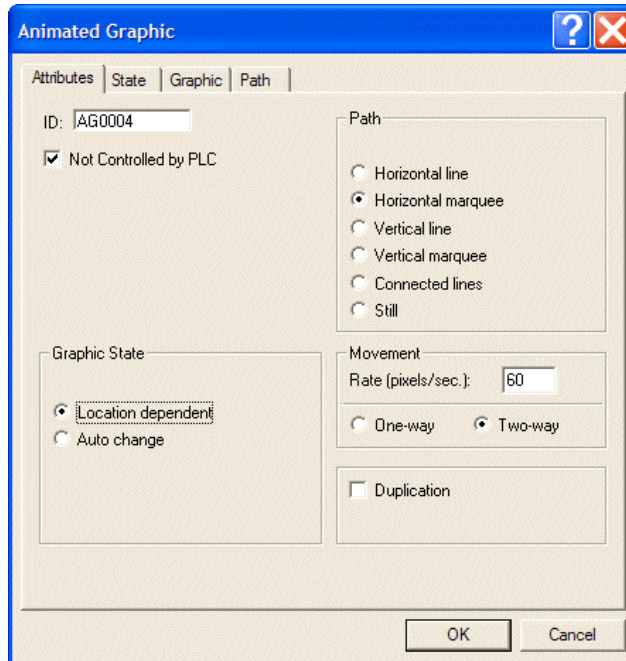 Animated Graphic
Attributes State Graphic Path
ID: AG0004
Not Controlled by PLC
Path
Horizontal line
Horizontal marquee
Vertical line
Vertical marquee
Connected lines
Still
Graphic State
Location dependent
Auto change
Movement
Rate (pixels/sec.): 60
One-way Two-way
Duplication
OK Cancel